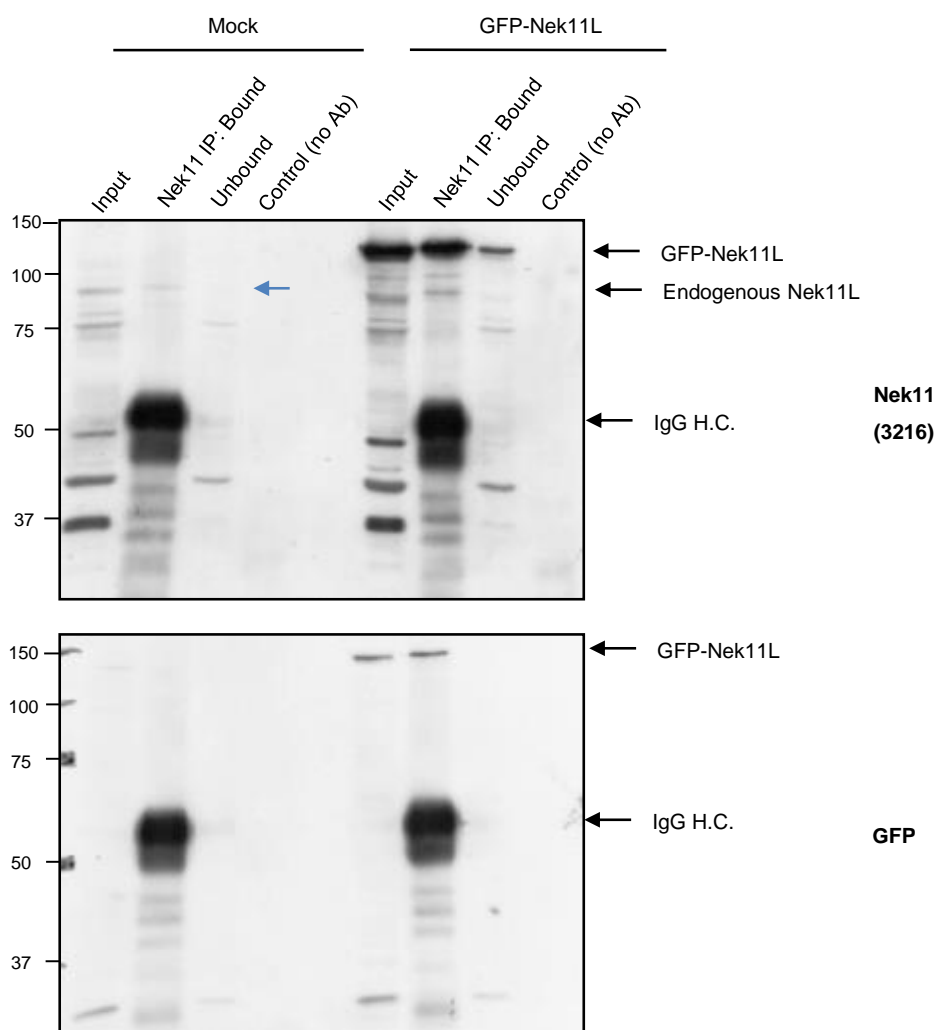 Mock
GFP-Nek11L
Input
Nek11 IP: Bound
Unbound
Control (no Ab)
Input
Nek11 IP: Bound
Unbound
Control (no Ab)
150
100
75
50
37
GFP-Nek11L
Endogenous Nek11L
IgG H.C.
Nek11
(3216)
150
100
75
50
37
GFP-Nek11L
IgG H.C.
GFP